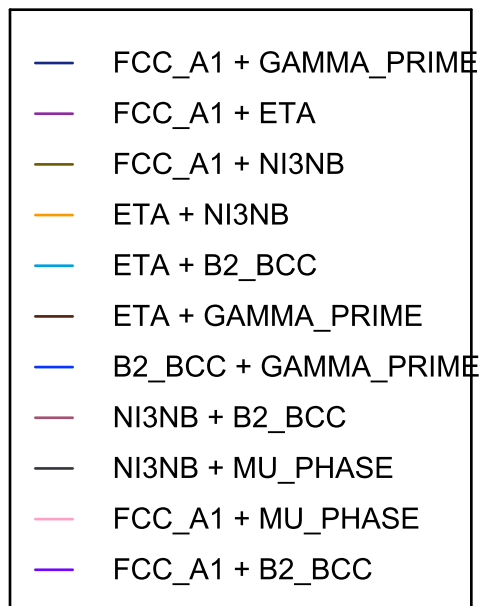 FCC_A1 + GAMMA_PRIME
FCC_A1 + ETA
FCC_A1 + NI3NB
ETA + NI3NB
ETA + B2_BCC
ETA + GAMMA_PRIME
B2_BCC + GAMMA_PRIME
NI3NB + B2_BCC
NI3NB + MU_PHASE
FCC_A1 + MU_PHASE
FCC_A1 + B2_BCC